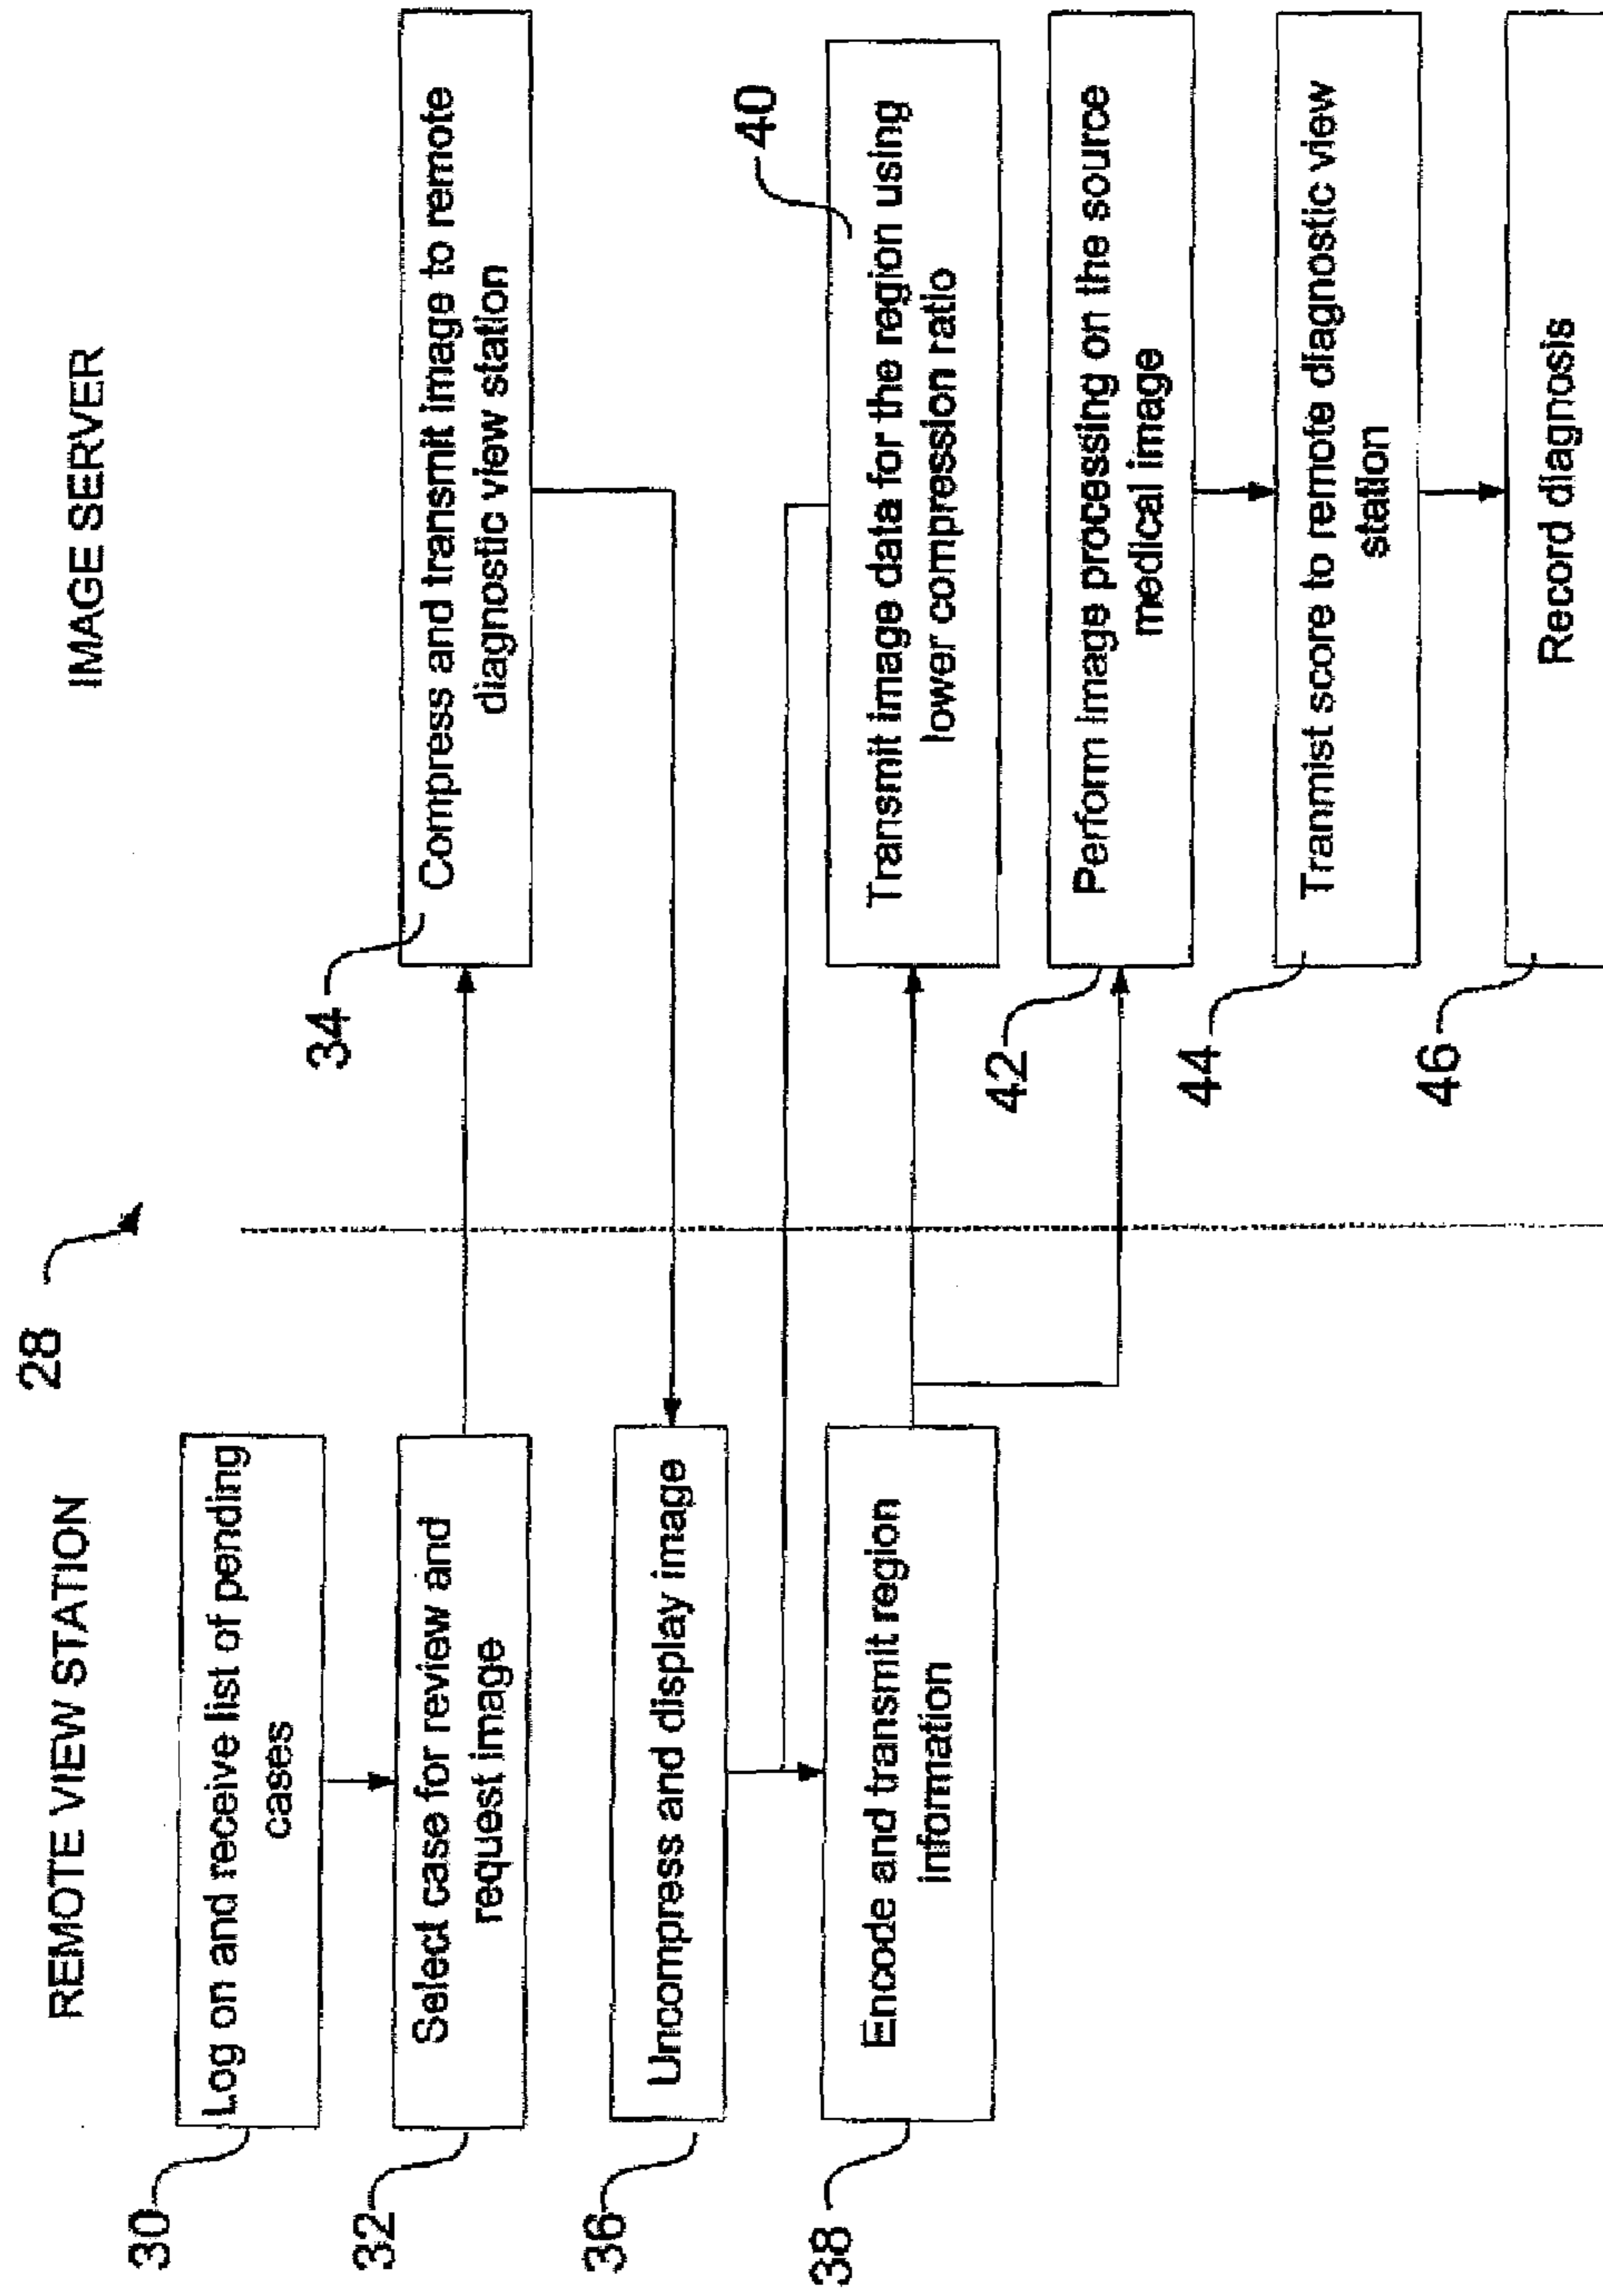 28
REMOTE VIEW STATION
IMAGE SERVER
30
Log on and receive list of pending
cases
32
Select case for review and
request image
34
Compress and transmit image to remote
diagnostic view station
36
Uncompress and display image
38
Encode and transmit region
information
40
Transmit image data for the region using
lower compression ratio
42
Perform image processing on the source
medical image
44
Tranmist score to remote diagnostic view
station
46
Record diagnosis